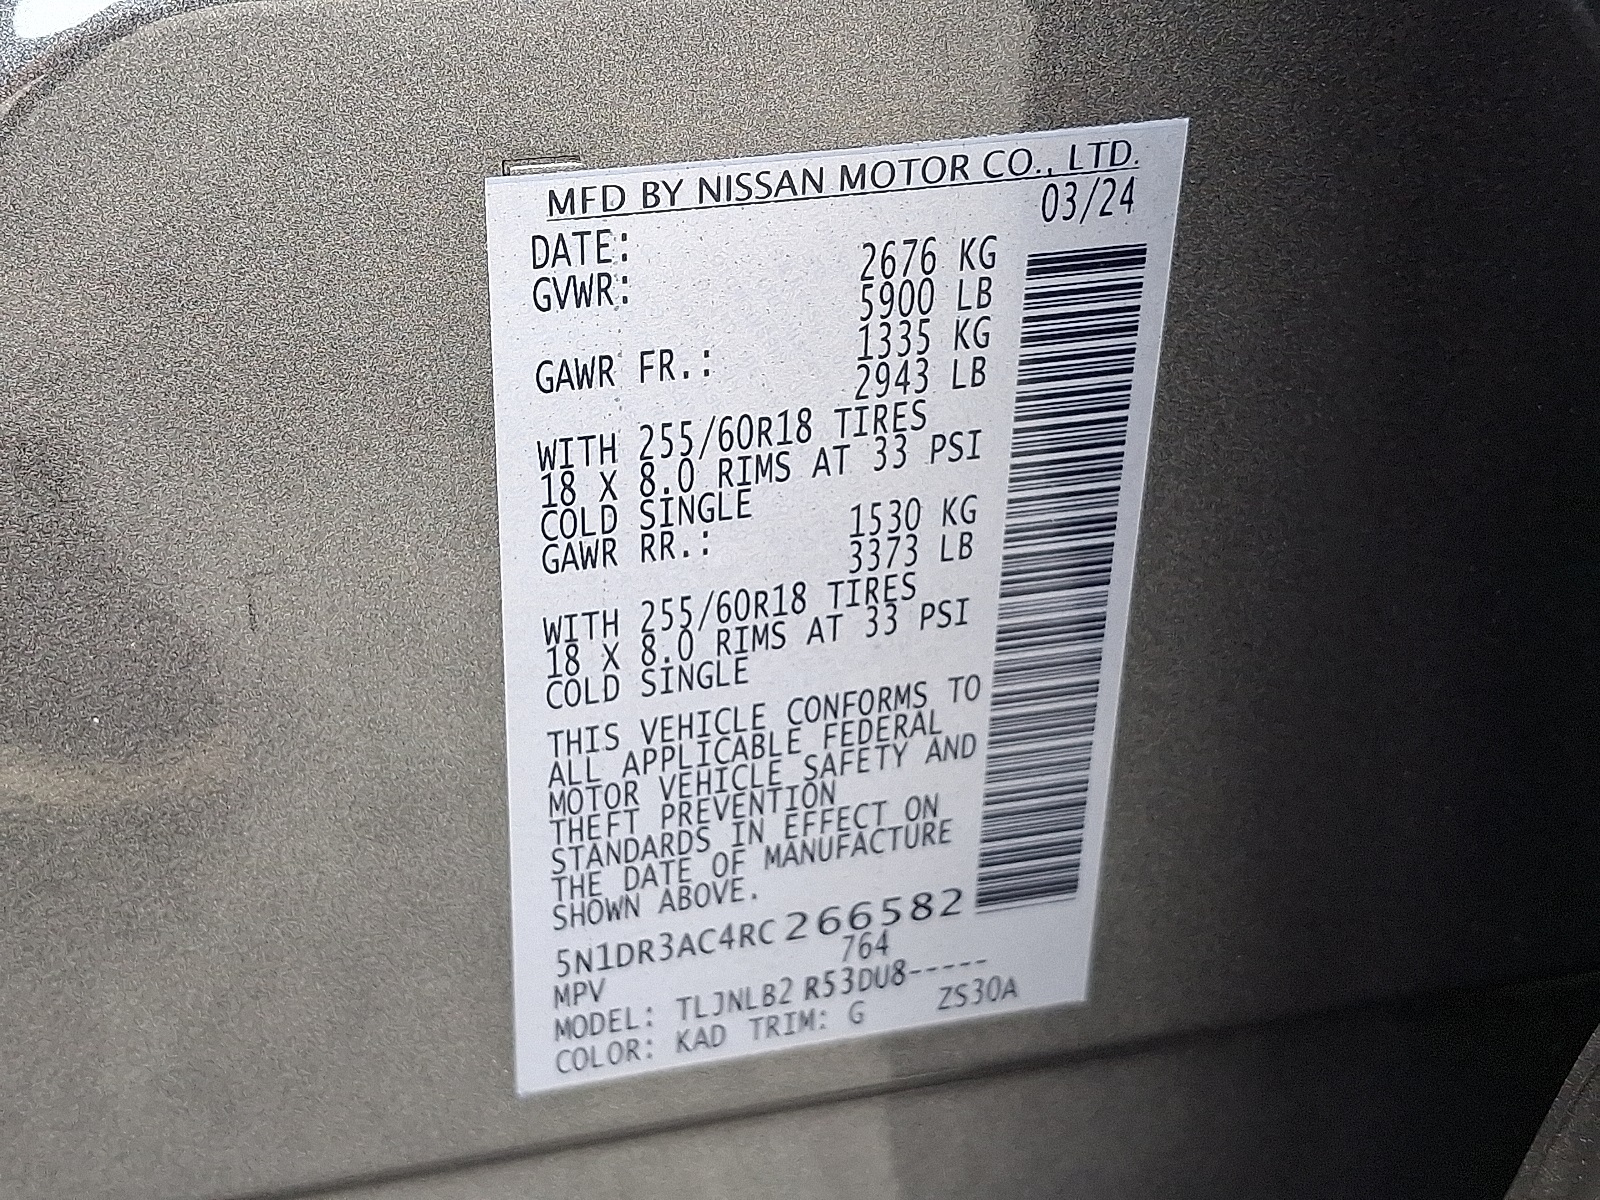 MFD BY NISSAN MOTOR CO., LTD.
DATE: 03/24
GVWR: 2676 KG
5900 LB
GAWR FR.: 1335 KG
2943 LB
WITH 255/60R18 TIRES
18 X 8.0 RIMS AT 33 PSI
COLD SINGLE
GAWR RR.: 1530 KG
3373 LB
WITH 255/60R18 TIRES
18 X 8.0 RIMS AT 33 PSI
COLD SINGLE
THIS VEHICLE CONFORMS TO
ALL APPLICABLE FEDERAL
MOTOR VEHICLE SAFETY AND
THEFT PREVENTION
STANDARDS IN EFFECT ON
THE DATE OF MANUFACTURE
SHOWN ABOVE.
5N1DR3AC4RC266582
MPV 764
MODEL: TLJNLB2 R53DU8-----
COLOR: KAD TRIM: G ZS30A